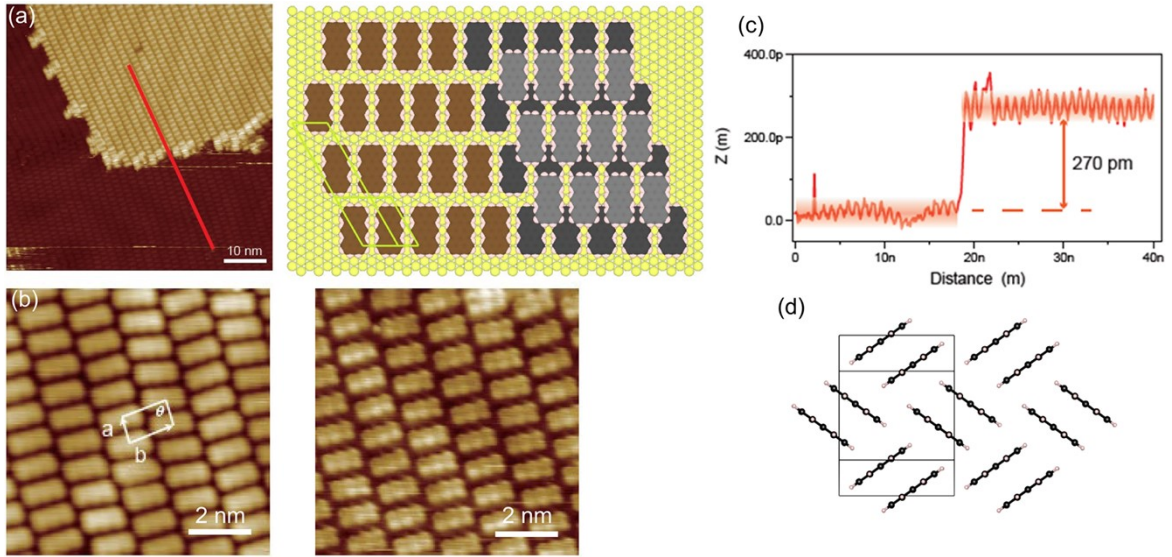 (a)
10 nm
(b)
a
b
θ
2 nm
2 nm
(c)
400.0p
200.0p
0.0
Z (m)
270 pm
0
10n
20n
30n
40n
Distance (m)
(d)